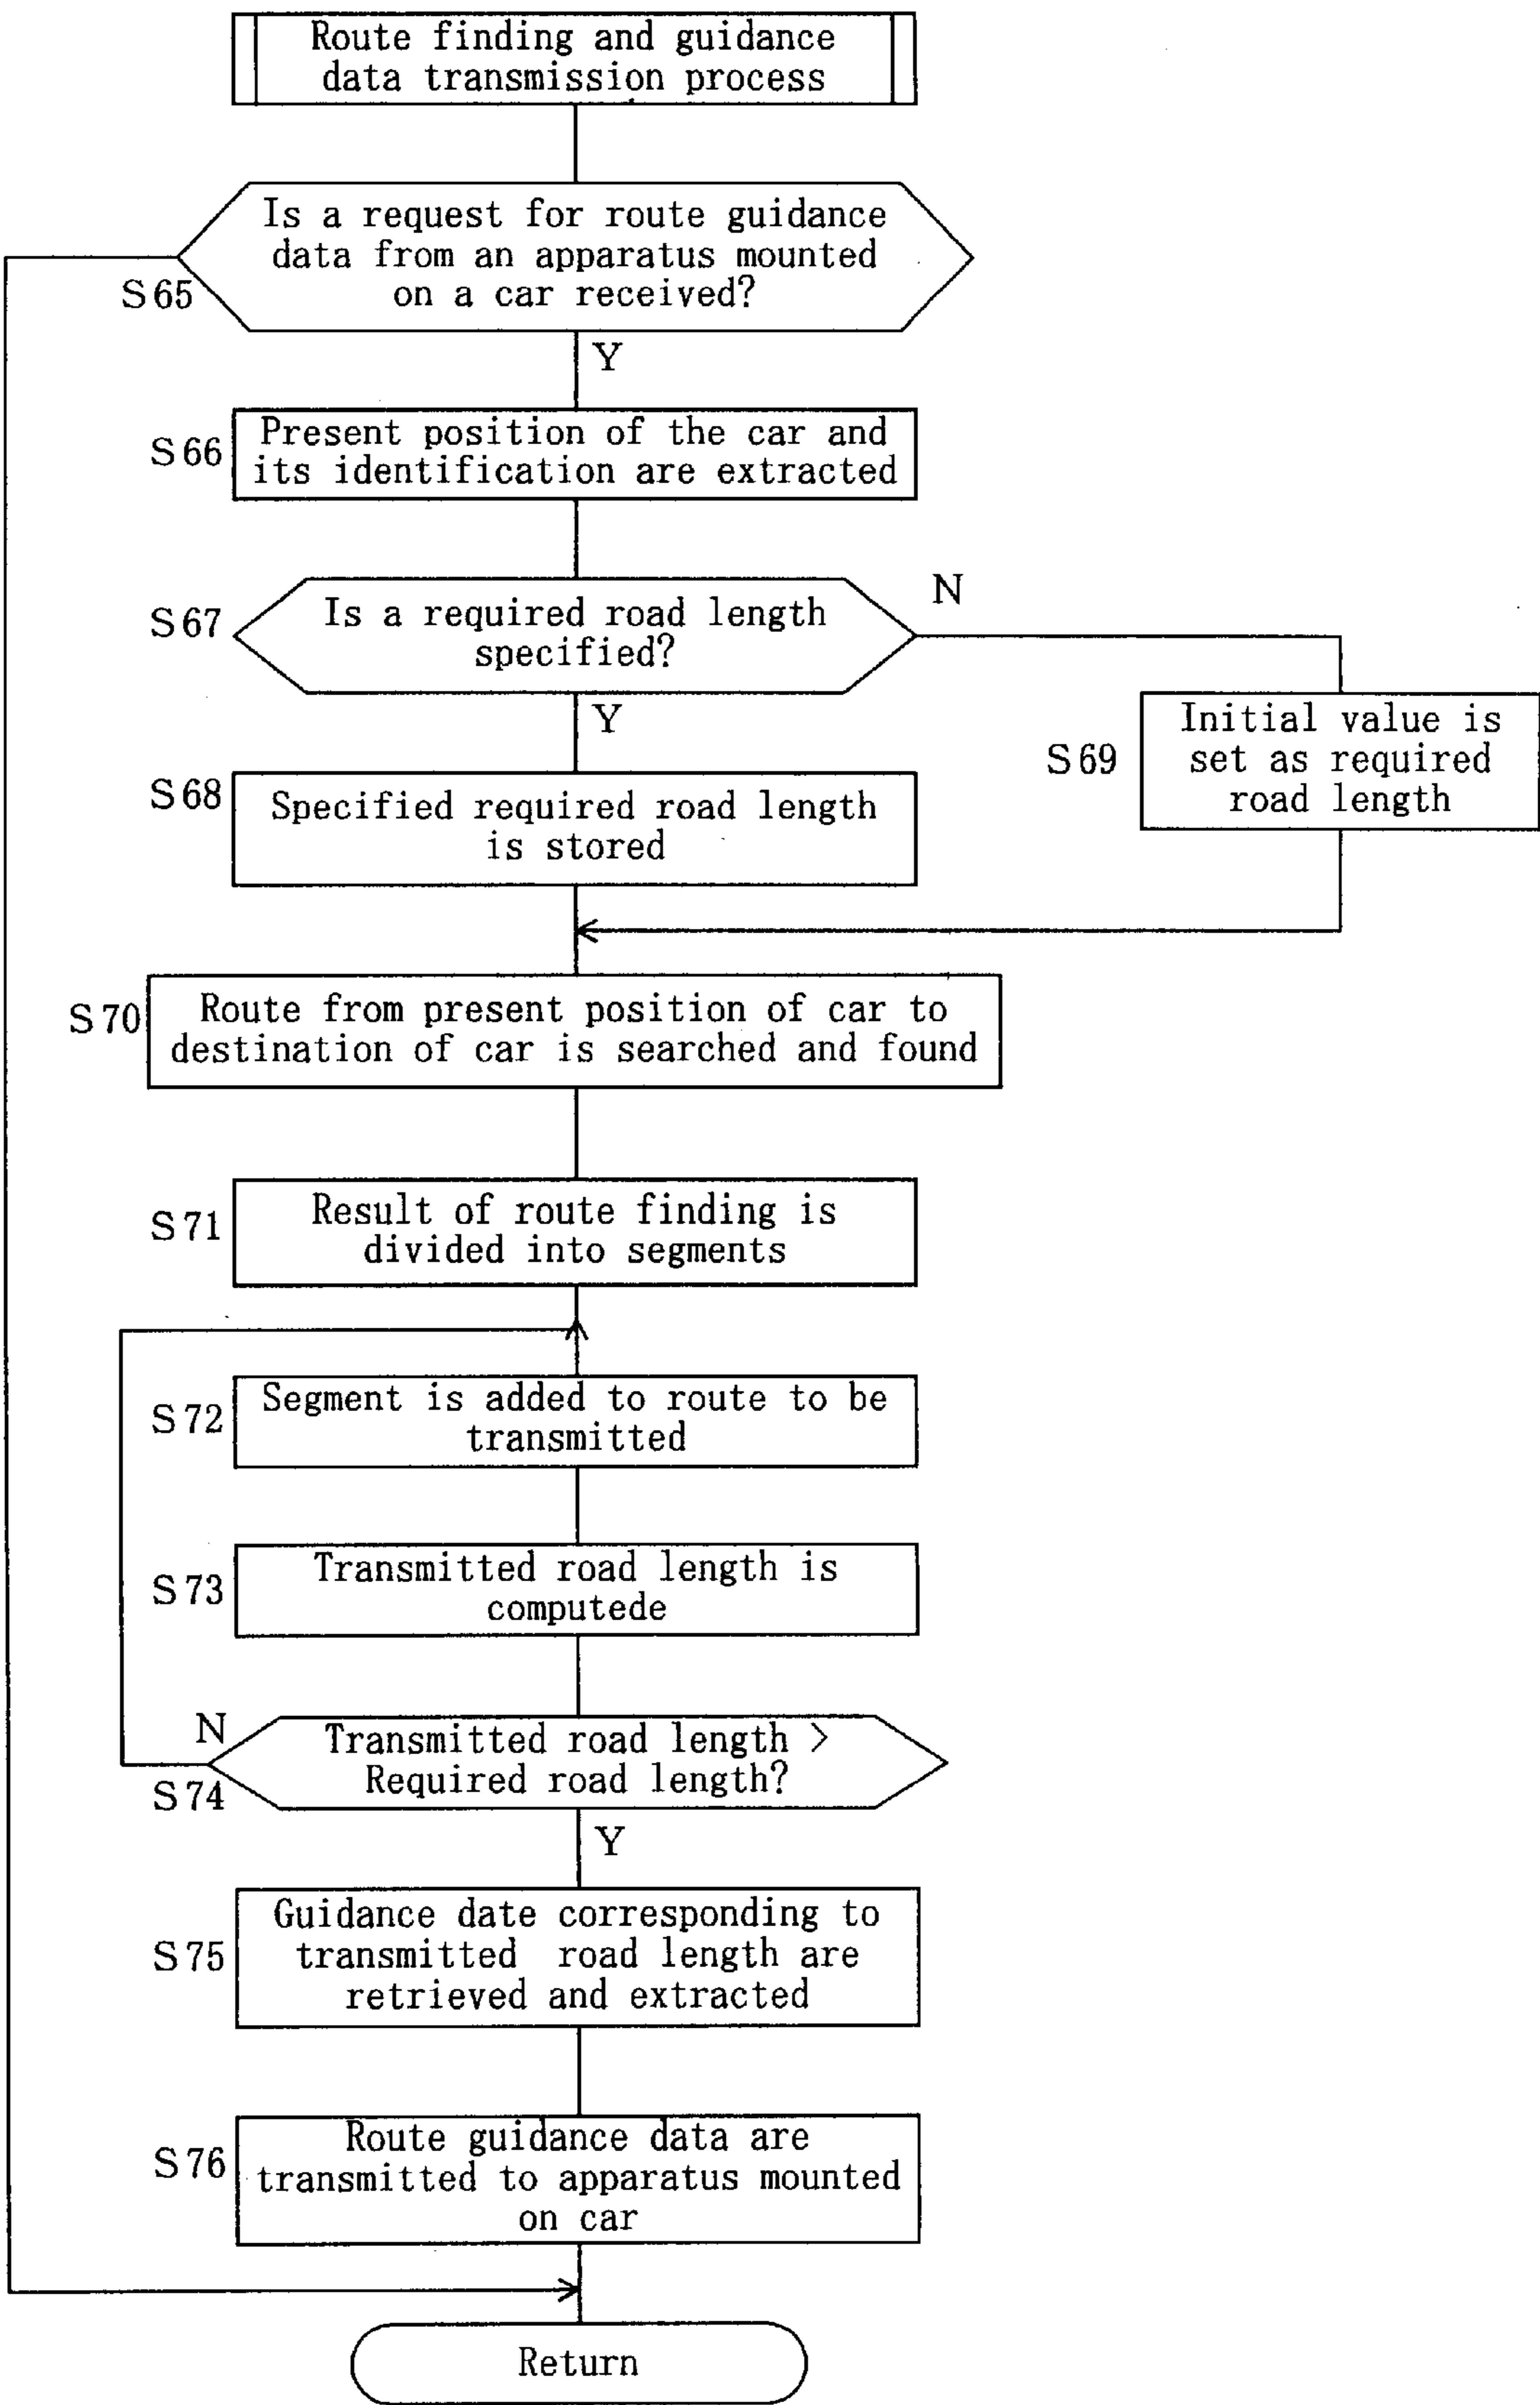 Route finding and guidance
data transmission process
Is a request for route guidance
data from an apparatus mounted
on a car received?
S65
Y
S66
Present position of the car and
its identification are extracted
S67
Is a required road length
specified?
N
Y
S68
Specified required road length
is stored
S69
Initial value is
set as required
road length
S70
Route from present position of car to
destination of car is searched and found
S71
Result of route finding is
divided into segments
S72
Segment is added to route to be
transmitted
S73
Transmitted road length is
computede
N
S74
Transmitted road length >
Required road length?
Y
S75
Guidance date corresponding to
transmitted road length are
retrieved and extracted
S76
Route guidance data are
transmitted to apparatus mounted
on car
Return